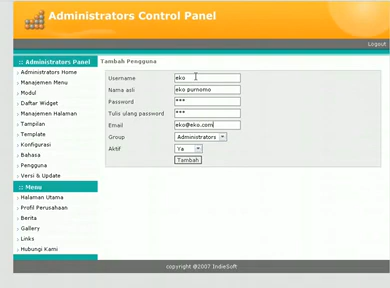 Administrators Control Panel
Logout
:: Administrators Panel
Administrators Home
Manajemen Menu
Modul
Daftar Widget
Manajemen Halaman
Tampilan
Template
Konfigurasi
Bahasa
Pengguna
Versi & Update
:: Menu
Halaman Utama
Profil Perusahaan
Berita
Gallery
Links
Hubungi Kami
Tambah Pengguna
Username eko
Nama asli eko purnomo
Password ***
Tulis ulang password ***
Email eko@eko.com
Group Administrators
Aktif Ya
Tambah
copyright @2007 IndieSoft